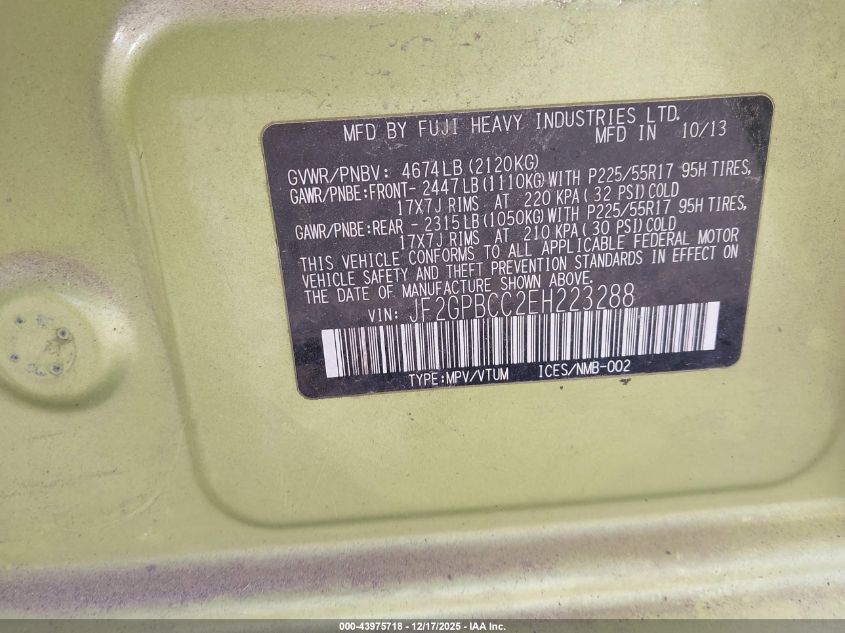 MFD BY FUJI HEAVY INDUSTRIES LTD.
MFD IN 10/13
GVWR/PNBV: 4674LB(2120KG)
GAWR/PNBE:FRONT- 2447LB(1110KG)WITH P225/55R17 95H TIRES,
17X7J RIMS AT 220 KPA(32 PSI)COLD
GAWR/PNBE:REAR - 2315LB(1050KG)WITH P225/55R17 95H TIRES,
17X7J RIMS AT 210 KPA(30 PSI)COLD
THIS VEHICLE CONFORMS TO ALL APPLICABLE FEDERAL MOTOR
VEHICLE SAFETY AND THEFT PREVENTION STANDARDS IN EFFECT ON
THE DATE OF MANUFACTURE SHOWN ABOVE.
VIN: JF2GPBCC2EH223288
TYPE:MPV/VTUM ICES/NMB-002
000-43975718 - 12/17/2025 - IAA Inc.